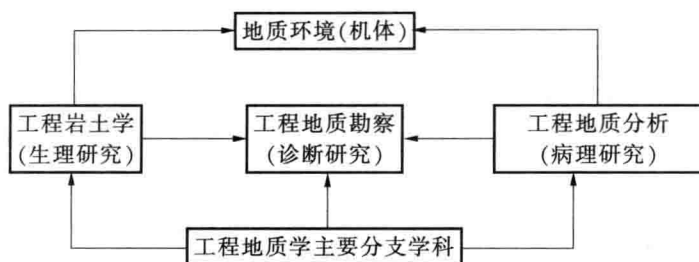 地质环境(机体)
工程岩土学
(生理研究)
工程地质勘察
(诊断研究)
工程地质分析
(病理研究)
工程地质学主要分支学科